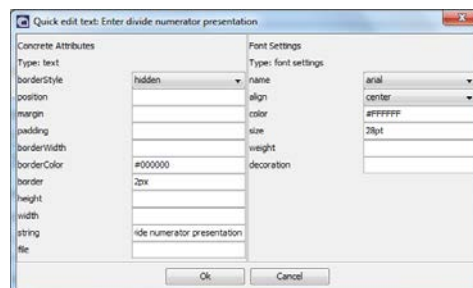 Quick edit text: Enter divide numerator presentation
Concrete Attributes
Type: text
borderStyle hidden
position
margin
padding
borderWidth
borderColor #000000
border 2px
height
width
string ide numerator presentation
file
Font Settings
Type: font settings
name arial
align center
color #FFFFFF
size 28pt
weight
decoration
Ok Cancel